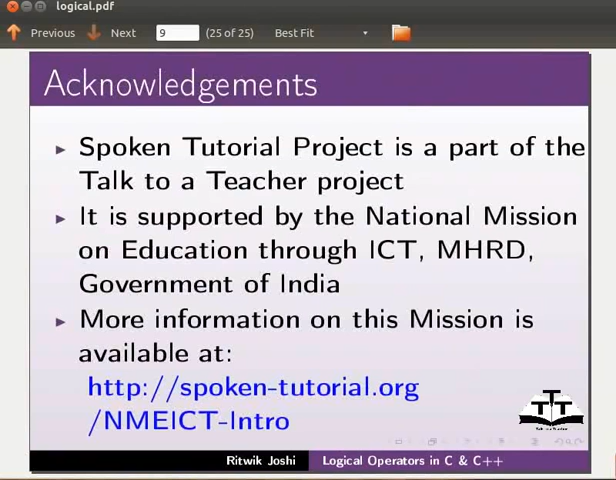 logical.pdf
Previous Next 9 (25 of 25) Best Fit
Acknowledgements
Spoken Tutorial Project is a part of the
Talk to a Teacher project
It is supported by the National Mission
on Education through ICT, MHRD,
Government of India
More information on this Mission is
available at:
http://spoken-tutorial.org
/NMEICT-Intro
Ritwik Joshi Logical Operators in C & C++